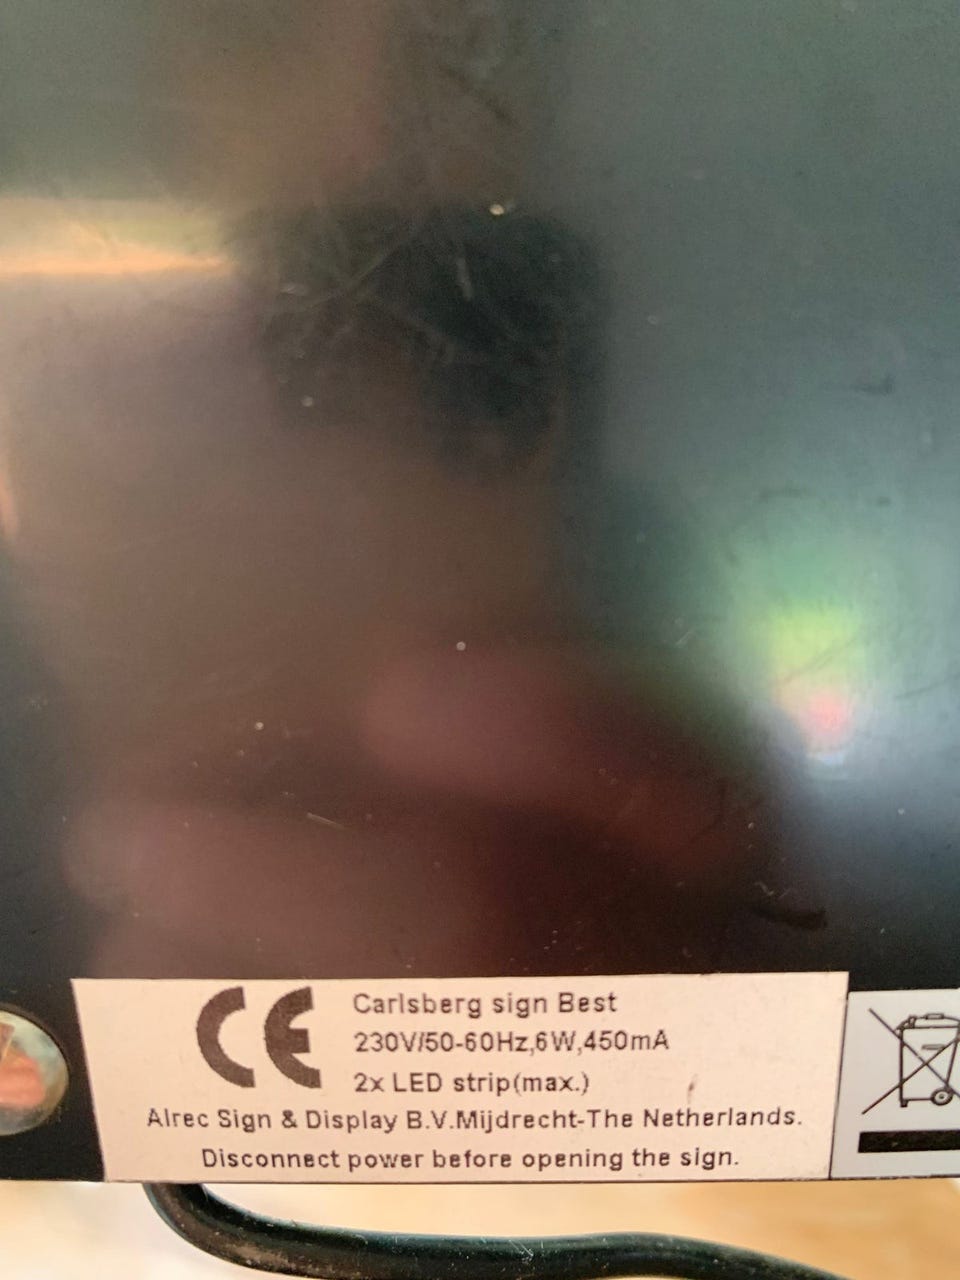 CE
Carlsberg sign Best
230V/50-60Hz,6W,450mA
2x LED strip(max.)
Alrec Sign & Display B.V.Mijdrecht-The Netherlands.
Disconnect power before opening the sign.